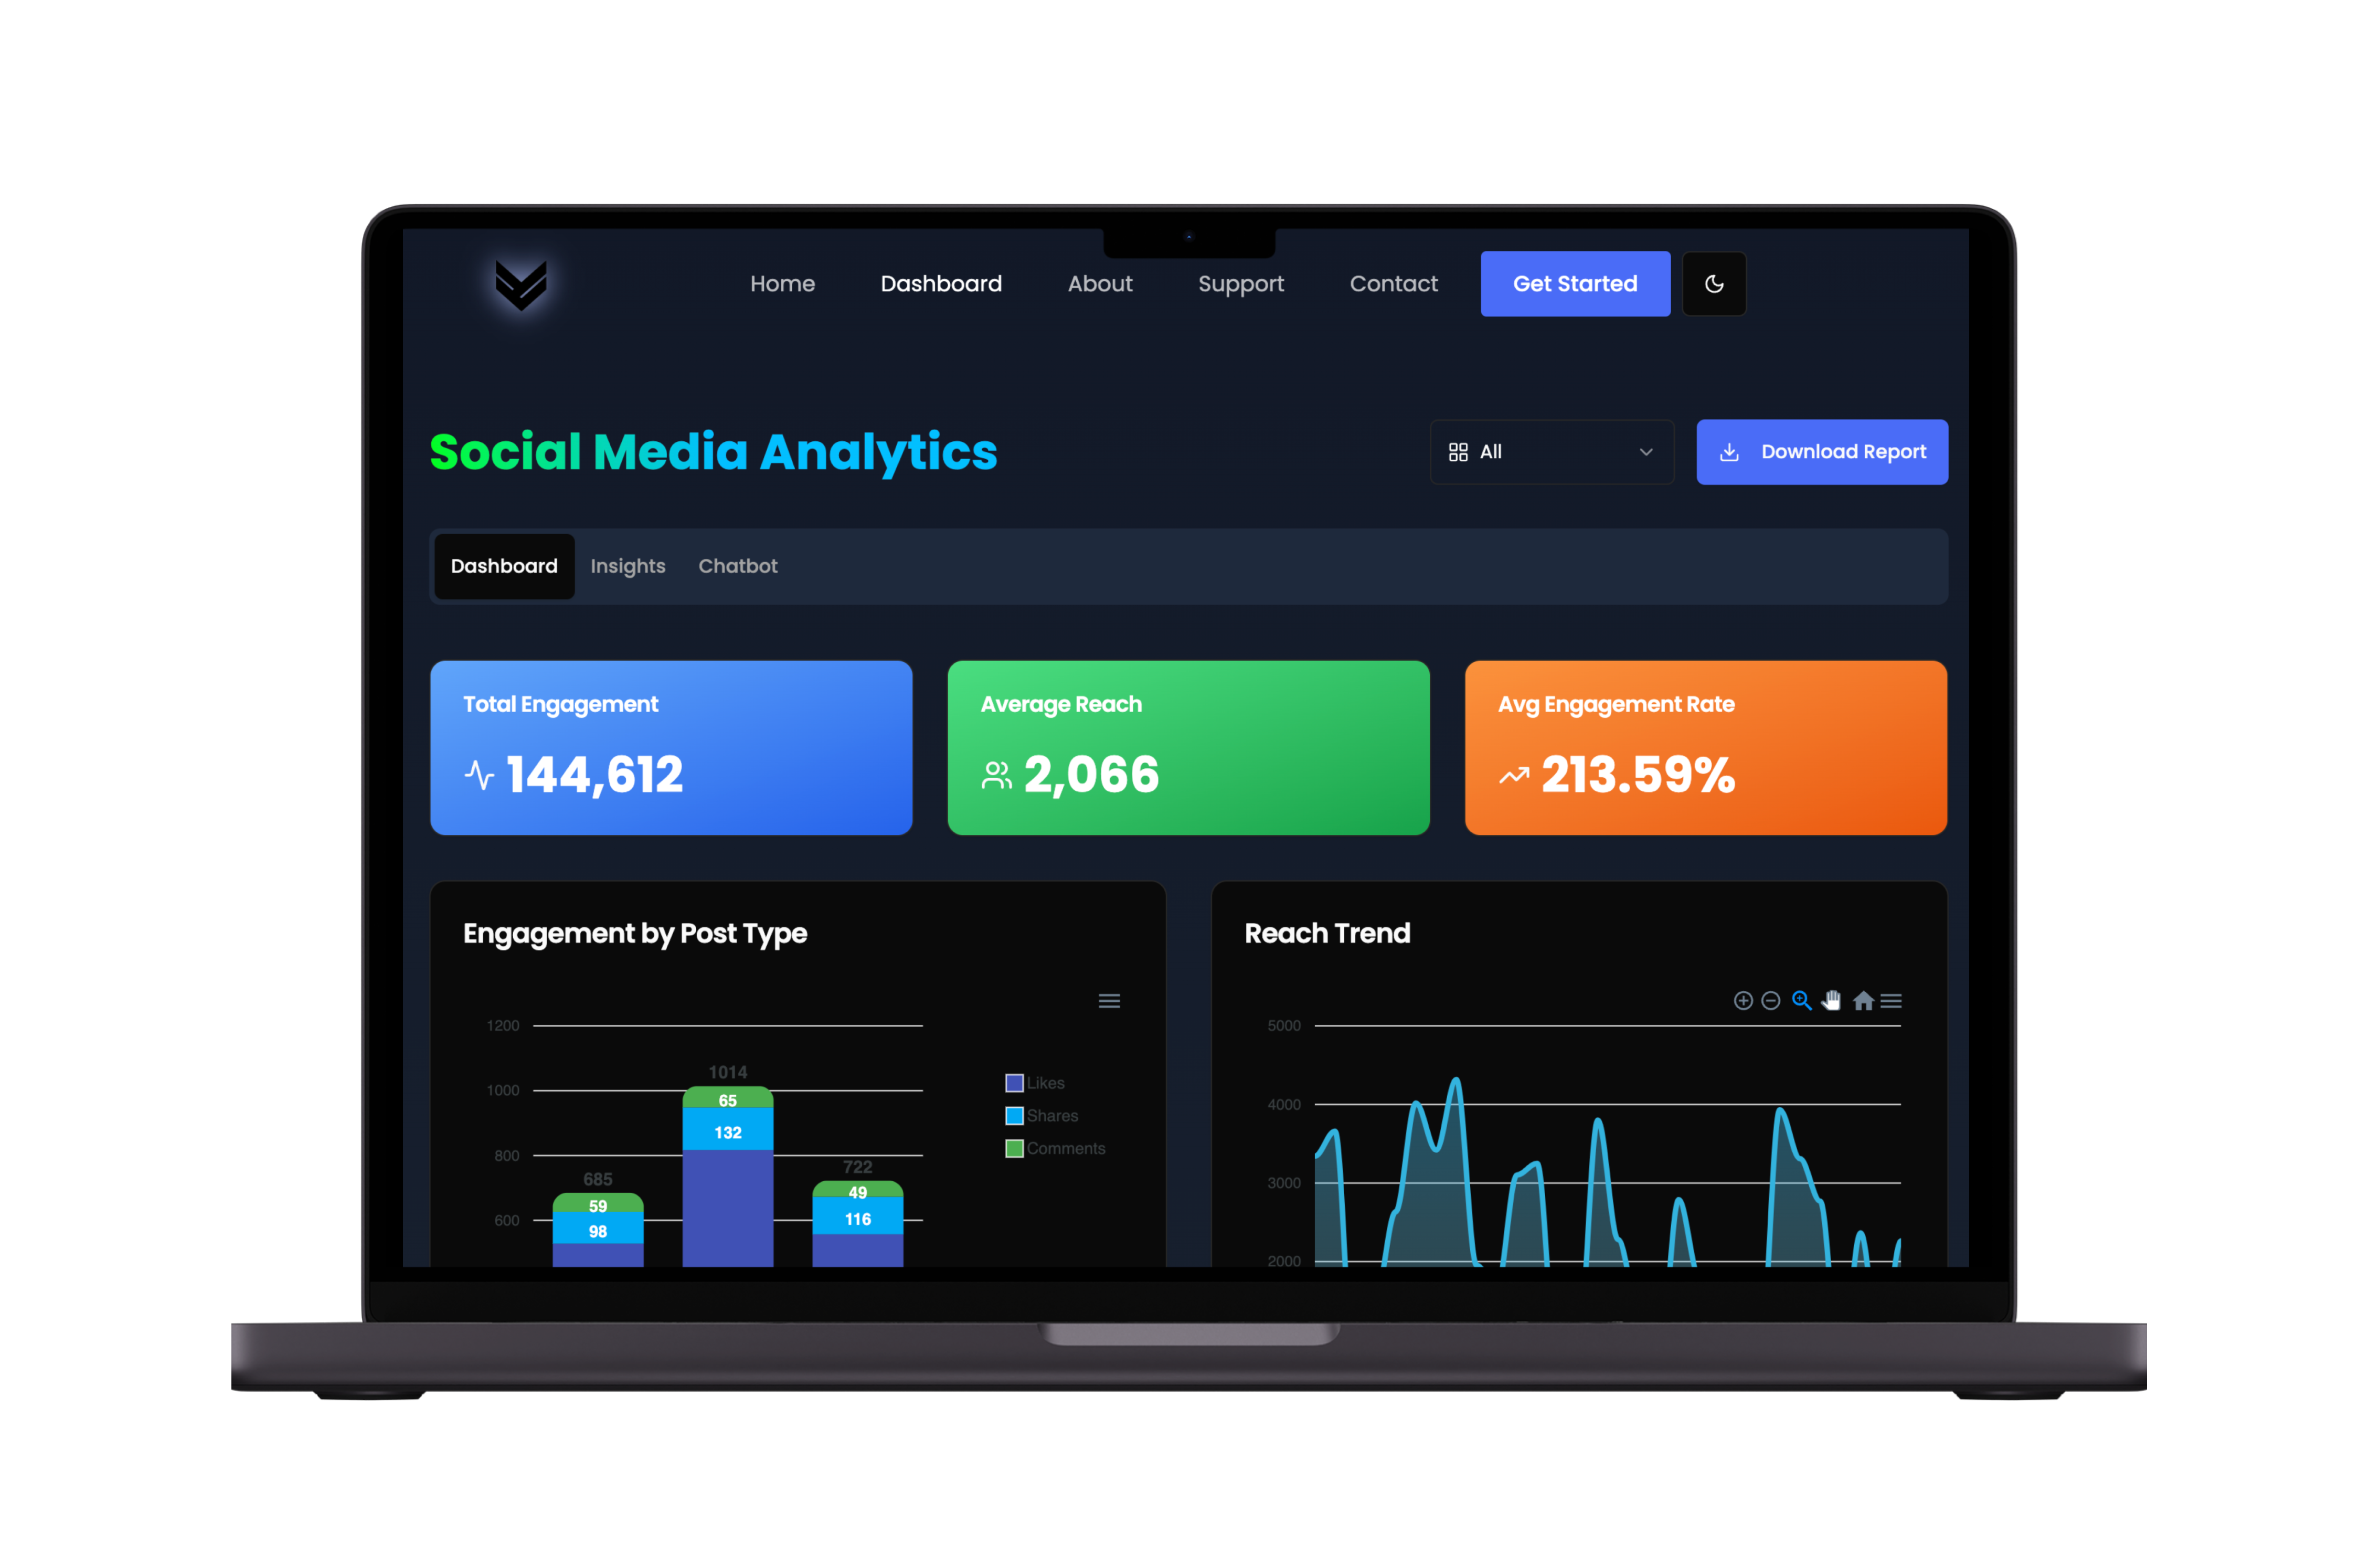 Home Dashboard About Support Contact Get Started
Social Media Analytics
All
Download Report
Dashboard Insights Chatbot
Total Engagement
144,612
Average Reach
2,066
Avg Engagement Rate
213.59%
Engagement by Post Type
1200
1000
800
600
685
59
98
1014
65
132
722
49
116
Likes
Shares
Comments
Reach Trend
5000
4000
3000
2000